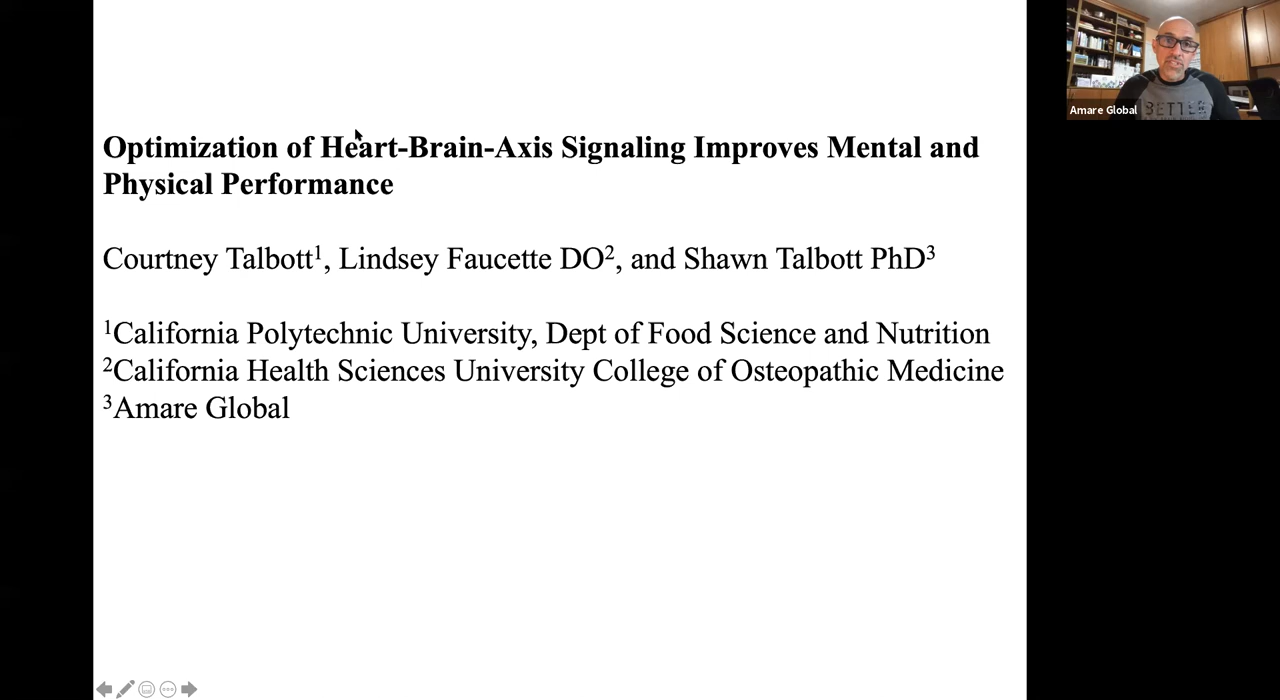 Optimization of Heart-Brain-Axis Signaling Improves Mental and
Physical Performance
Courtney Talbott¹, Lindsey Faucette DO², and Shawn Talbott PhD³
¹California Polytechnic University, Dept of Food Science and Nutrition
²California Health Sciences University College of Osteopathic Medicine
³Amare Global
Amare Global
BETTER